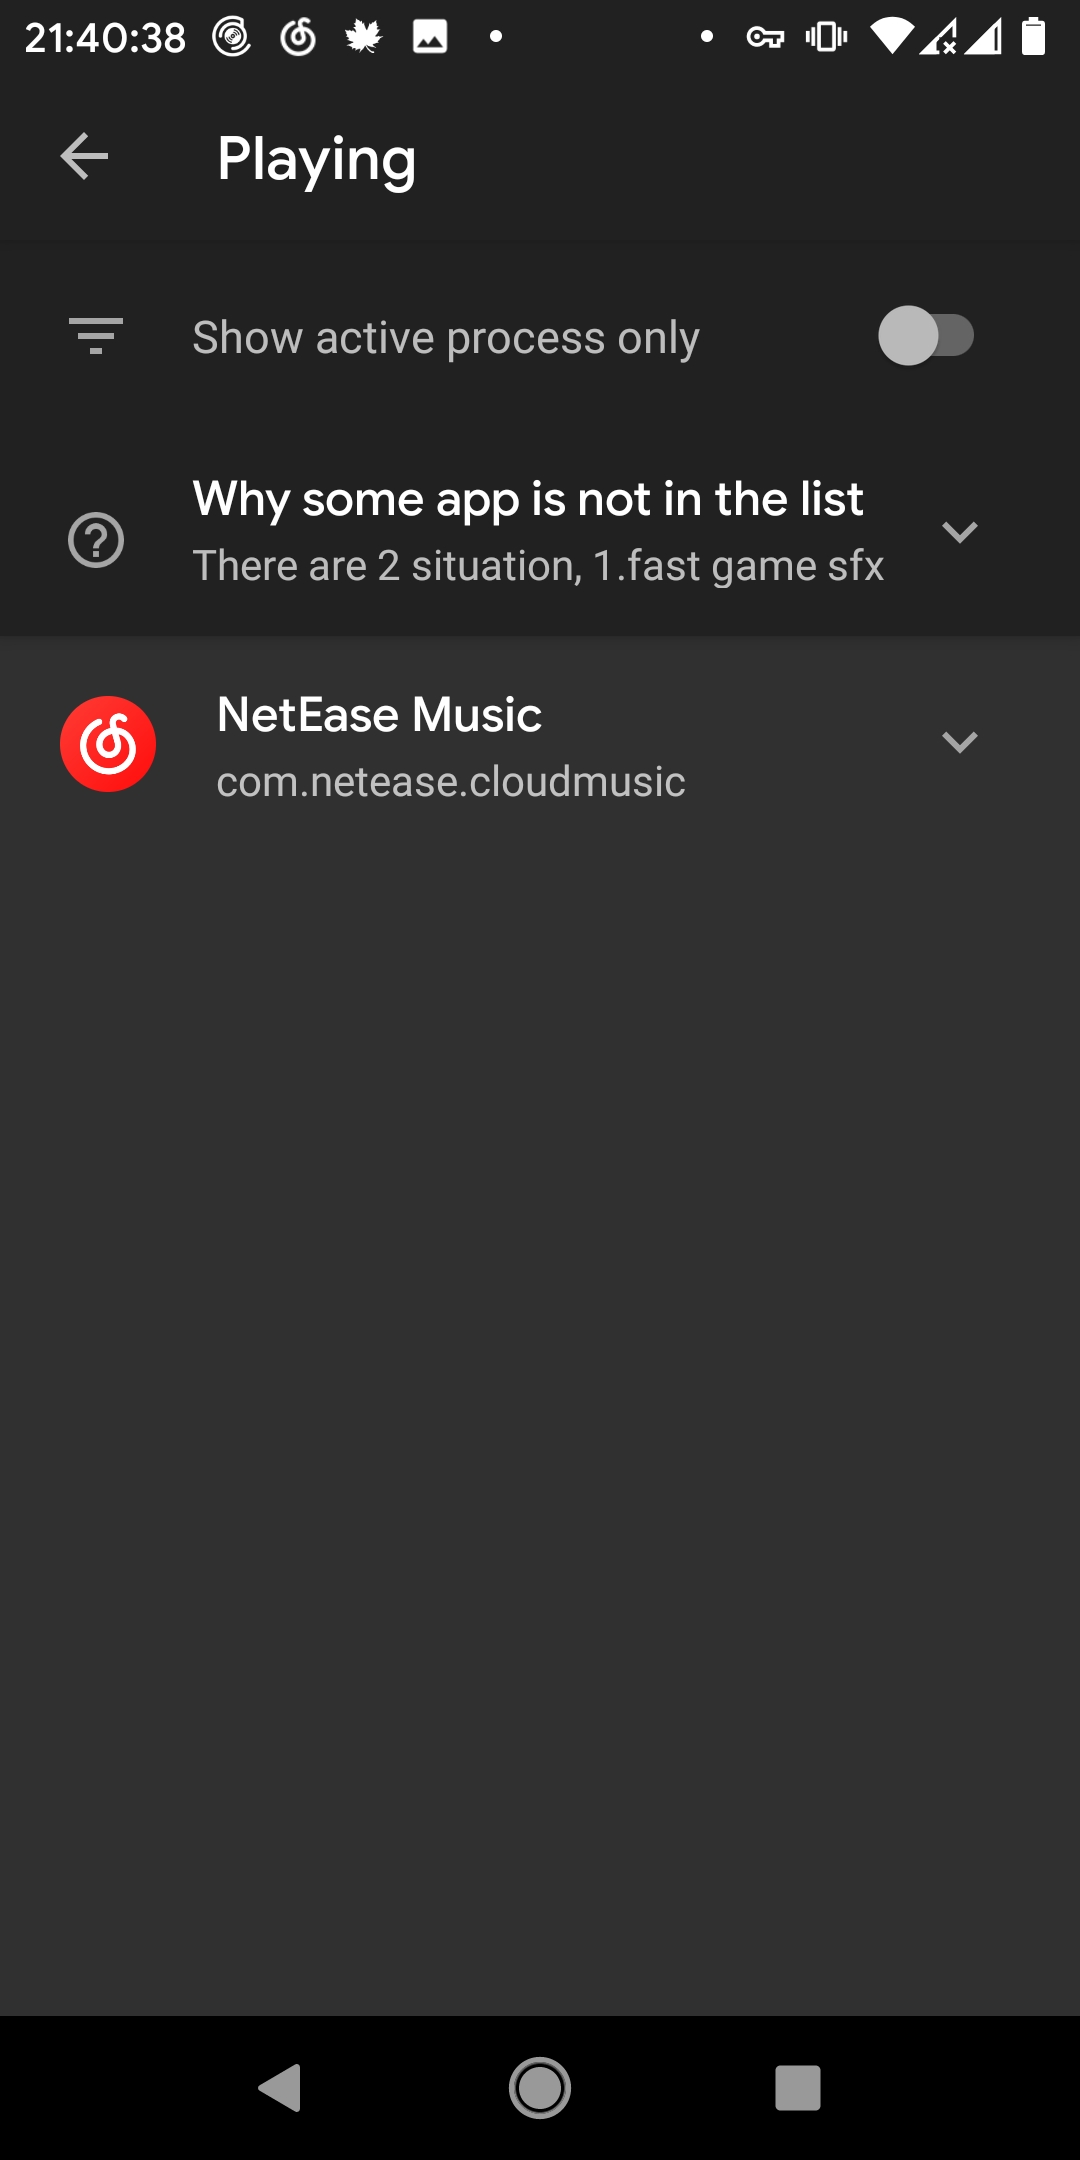 21:40:38
Playing
Show active process only
Why some app is not in the list
There are 2 situation, 1.fast game sfx
NetEase Music
com.netease.cloudmusic